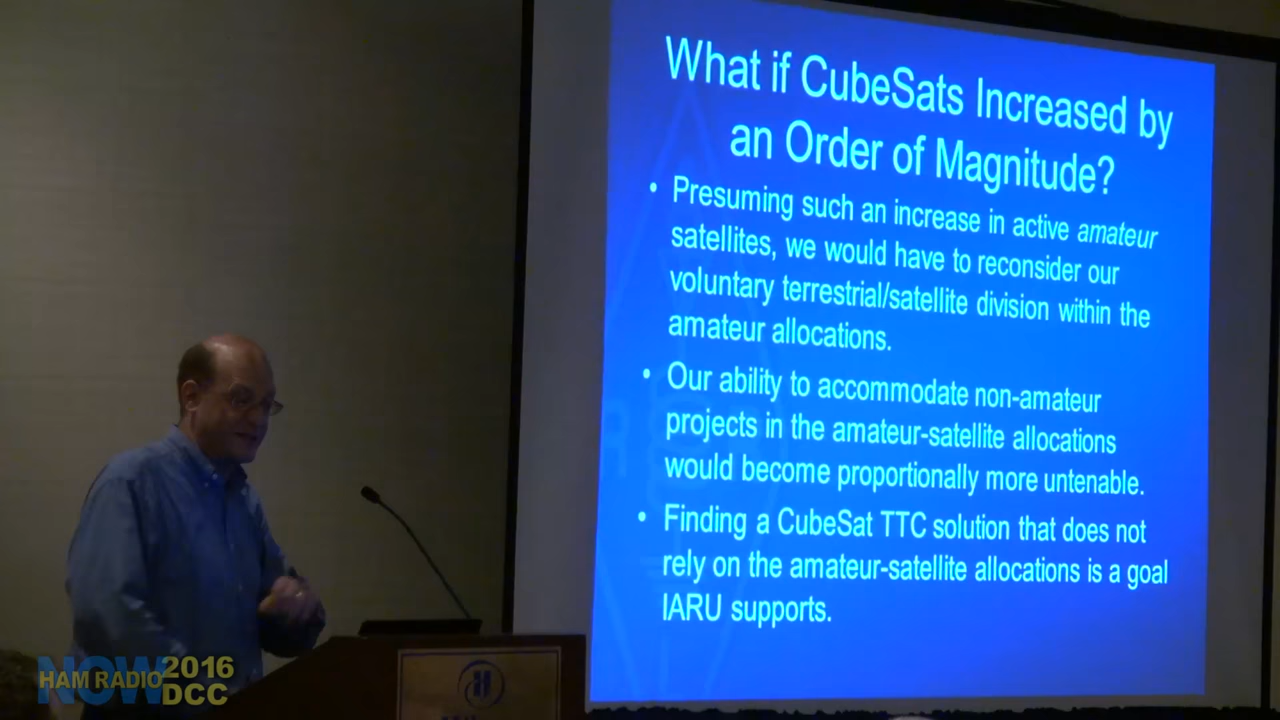 What if CubeSats Increased by
an Order of Magnitude?
• Presuming such an increase in active amateur
satellites, we would have to reconsider our
voluntary terrestrial/satellite division within the
amateur allocations.
• Our ability to accommodate non-amateur
projects in the amateur-satellite allocations
would become proportionally more untenable.
• Finding a CubeSat TTC solution that does not
rely on the amateur-satellite allocations is a goal
IARU supports.
HAM RADIO NOW 2016
DCC
H